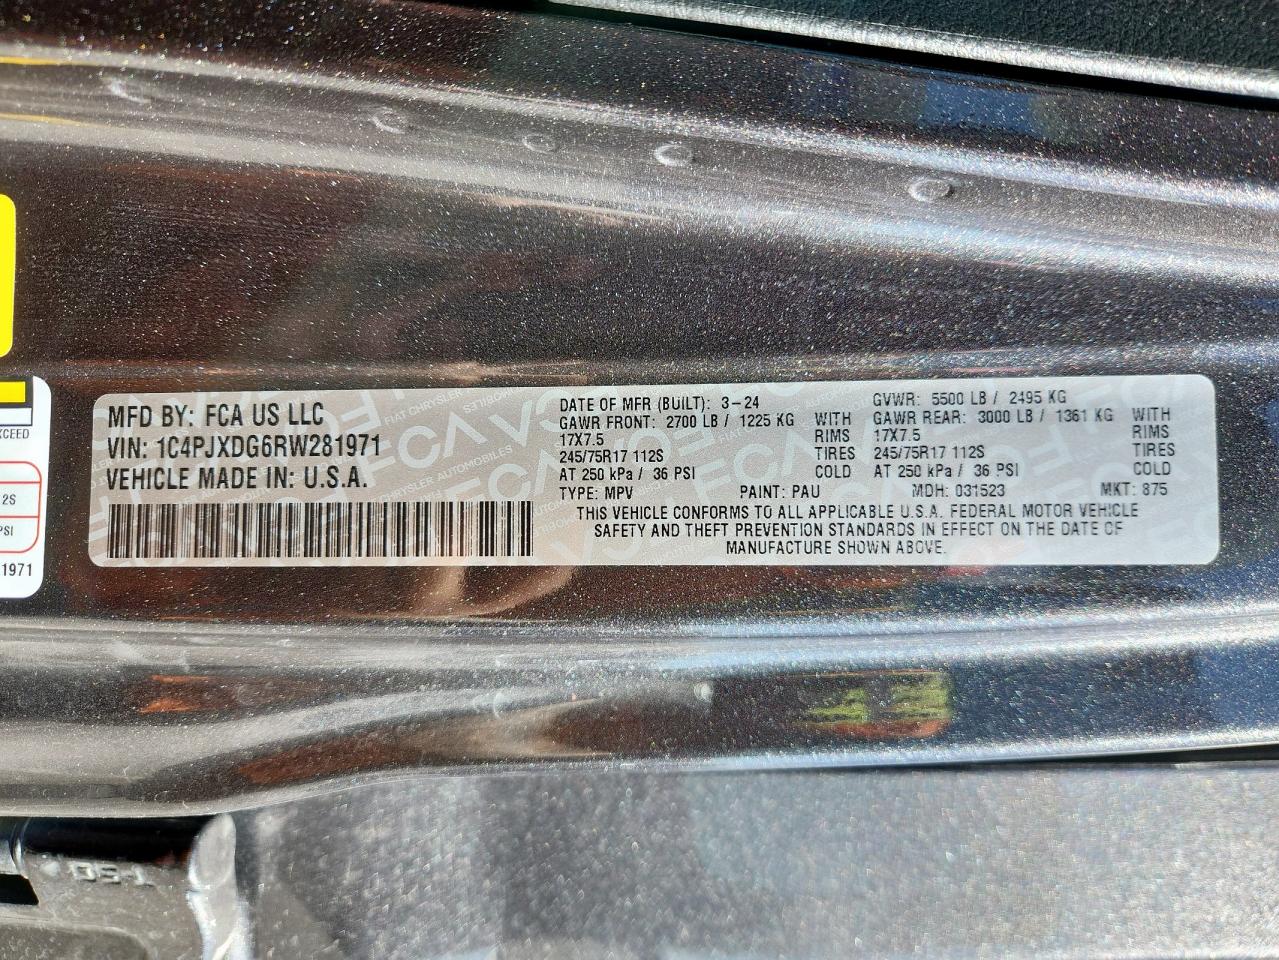 MFD BY: FCA US LLC
VIN: 1C4PJXDG6RW281971
VEHICLE MADE IN: U.S.A.
DATE OF MFR (BUILT): 3-24
GAWR FRONT: 2700 LB / 1225 KG WITH
17X7.5 RIMS
245/75R17 112S TIRES
AT 250 kPa / 36 PSI COLD
GVWR: 5500 LB / 2495 KG
GAWR REAR: 3000 LB / 1361 KG WITH
17X7.5 RIMS
245/75R17 112S TIRES
AT 250 kPa / 36 PSI COLD
TYPE: MPV PAINT: PAU MDH: 031523 MKT: 875
THIS VEHICLE CONFORMS TO ALL APPLICABLE U.S.A. FEDERAL MOTOR VEHICLE
SAFETY AND THEFT PREVENTION STANDARDS IN EFFECT ON THE DATE OF
MANUFACTURE SHOWN ABOVE.
XCEED
2S
PSI
1971